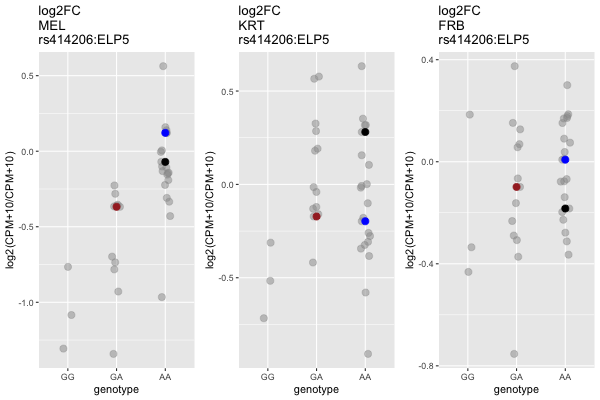 log2FC
MEL
rs414206:ELP5
log2(CPM+10/CPM+10)
0.5
0.0
-0.5
-1.0
GG GA AA
genotype
log2FC
KRT
rs414206:ELP5
log2(CPM+10/CPM+10)
0.5
0.0
-0.5
GG GA AA
genotype
log2FC
FRB
rs414206:ELP5
log2(CPM+10/CPM+10)
0.4
0.0
-0.4
-0.8
GG GA AA
genotype